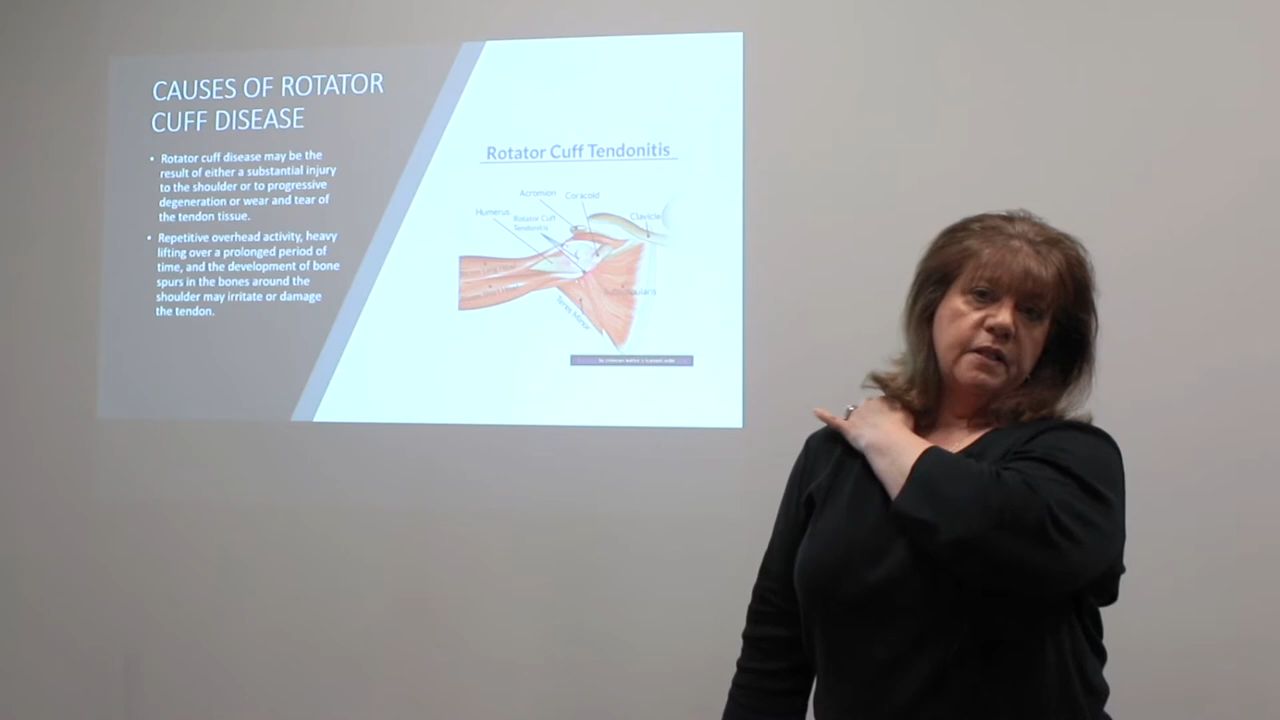 CAUSES OF ROTATOR
CUFF DISEASE
• Rotator cuff disease may be the
result of either a substantial injury
to the shoulder or to progressive
degeneration or wear and tear of
the tendon tissue.
• Repetitive overhead activity, heavy
lifting over a prolonged period of
time, and the development of bone
spurs in the bones around the
shoulder may irritate or damage
the tendon.
Rotator Cuff Tendonitis
Acromion
Coracoid
Humerus
Rotator Cuff
Tendonitis
Clavicle
Subscapularis
Teres Minor